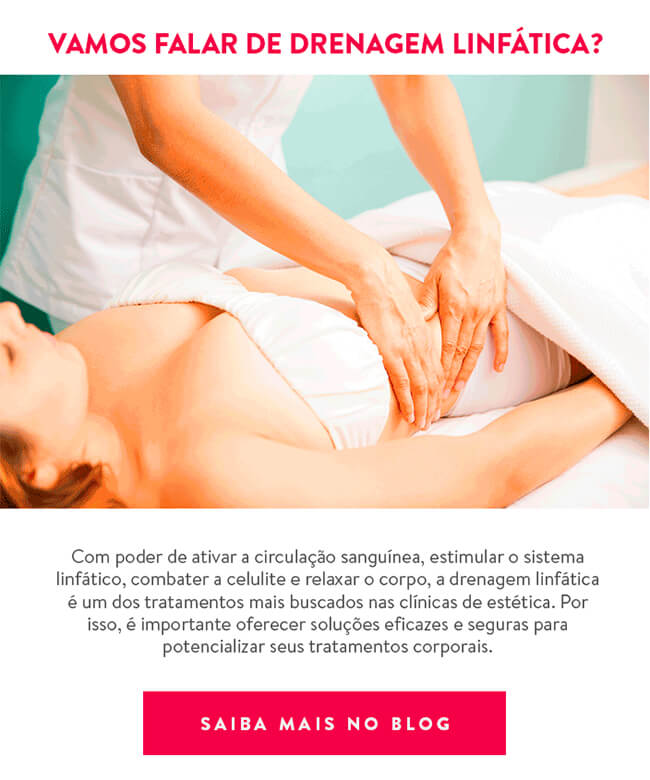 VAMOS FALAR DE DRENAGEM LINFÁTICA?
Com poder de ativar a circulação sanguínea, estimular o sistema
linfático, combater a celulite e relaxar o corpo, a drenagem linfática
é um dos tratamentos mais buscados nas clínicas de estética. Por
isso, é importante oferecer soluções eficazes e seguras para
potencializar seus tratamentos corporais.
SAIBA MAIS NO BLOG